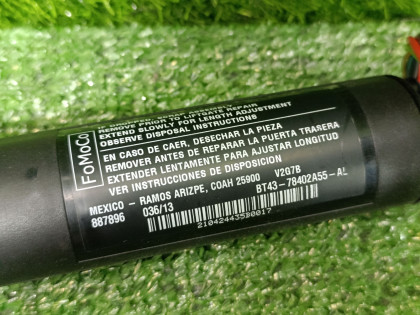 FoMoCo
REMOVE PRIOR TO LIFTGATE REPAIR
EXTEND SLOWLY FOR LENGTH ADJUSTMENT
OBSERVE DISPOSAL INSTRUCTIONS
EN CASO DE CAER, DESECHAR LA PIEZA
REMOVER ANTES DE REPARAR LA PUERTA TRASERA
EXTENDER LENTAMENTE PARA AJUSTAR LONGITUD
VER INSTRUCCIONES DE DISPOSICION
MEXICO - RAMOS ARIZPE, COAH 25900 V2G7B
887896 036/13 BT43-78402A55-AL
210424435B0017